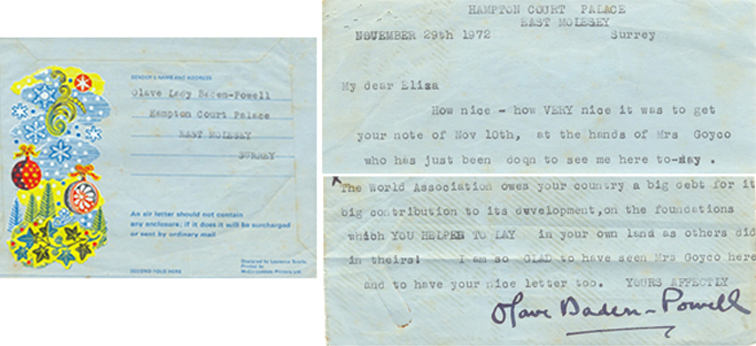 SENDER'S NAME AND ADDRESS
Olave Lady Baden-Powell
Hampton Court Palace
EAST MOLESEY
SURREY
An air letter should not contain
any enclosure; if it does it will be surcharged
or sent by ordinary mail
SECOND FOLD HERE
HAMPTON COURT PALACE
EAST MOLESEY
NOVEMBER 29th 1972 Surrey
My dear Eliza
How nice - how VERY nice it was to get
your note of Nov 10th, at the hands of Mrs Goyco
who has just been doqn to see me here to-day .
The World Association owes your country a big debt for it
big contribution to its development,on the foundations
which YOU HELPED TO LAY in your own land as others did
in theirs! I am so GLAD to have seen Mrs Goyco here
and to have your nice letter too. YOURS AFFECTLY
Olave Baden-Powell